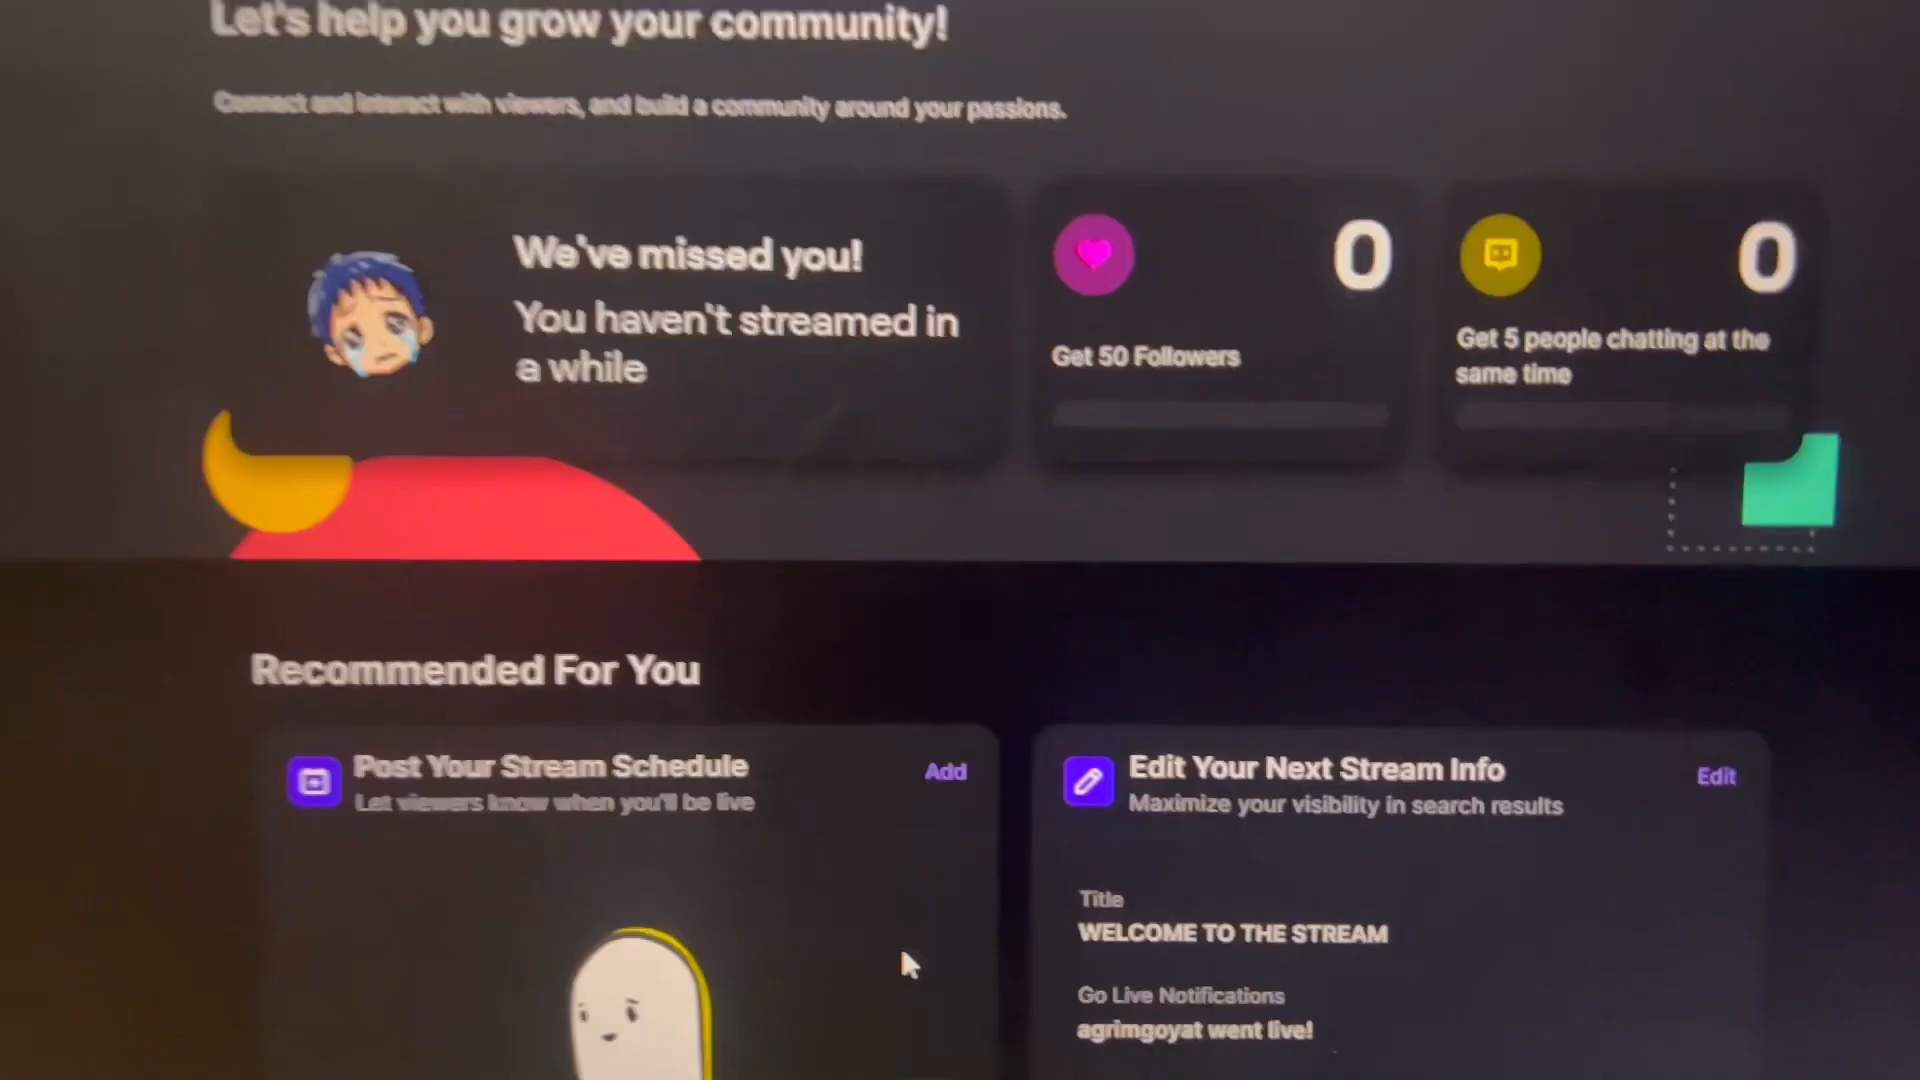 Let's help you grow your community!
Connect and interact with viewers, and build a community around your passions.
We've missed you!
You haven't streamed in
a while
0
Get 50 Followers
0
Get 5 people chatting at the
same time
Recommended For You
Post Your Stream Schedule
Let viewers know when you'll be live
Add
Edit Your Next Stream Info
Maximize your visibility in search results
Edit
Title
WELCOME TO THE STREAM
Go Live Notifications
agrimgoyat went live!